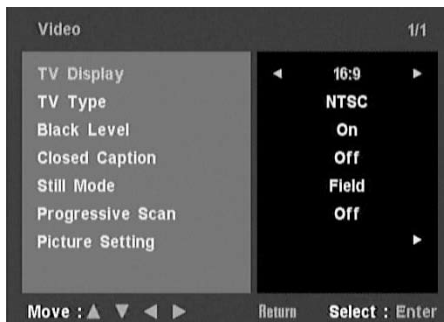 Video 1/1
TV Display ◄ 16:9 ►
TV Type NTSC
Black Level On
Closed Caption Off
Still Mode Field
Progressive Scan Off
Picture Setting ►
Move : ▲ ▼ ◄ ► Return Select : Enter